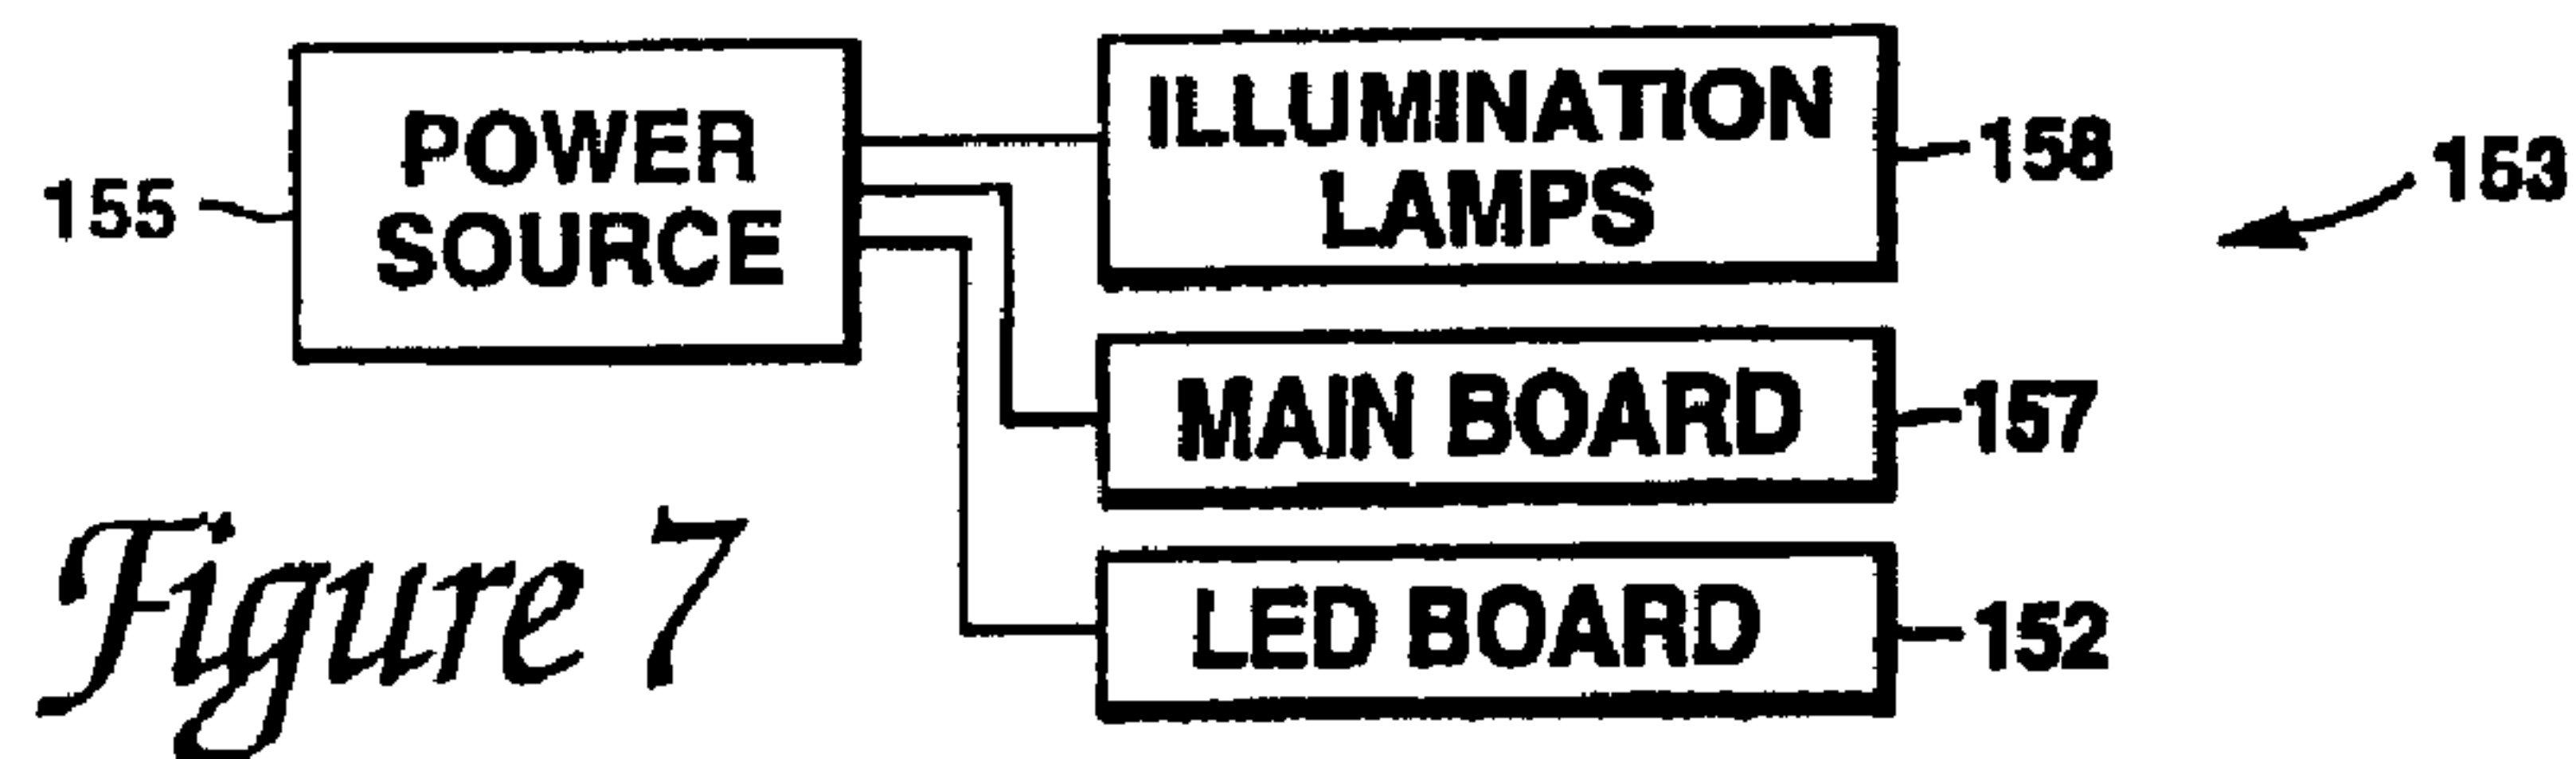 POWER
SOURCE
155
ILLUMINATION
LAMPS
158
153
MAIN BOARD
157
LED BOARD
152
Figure 7